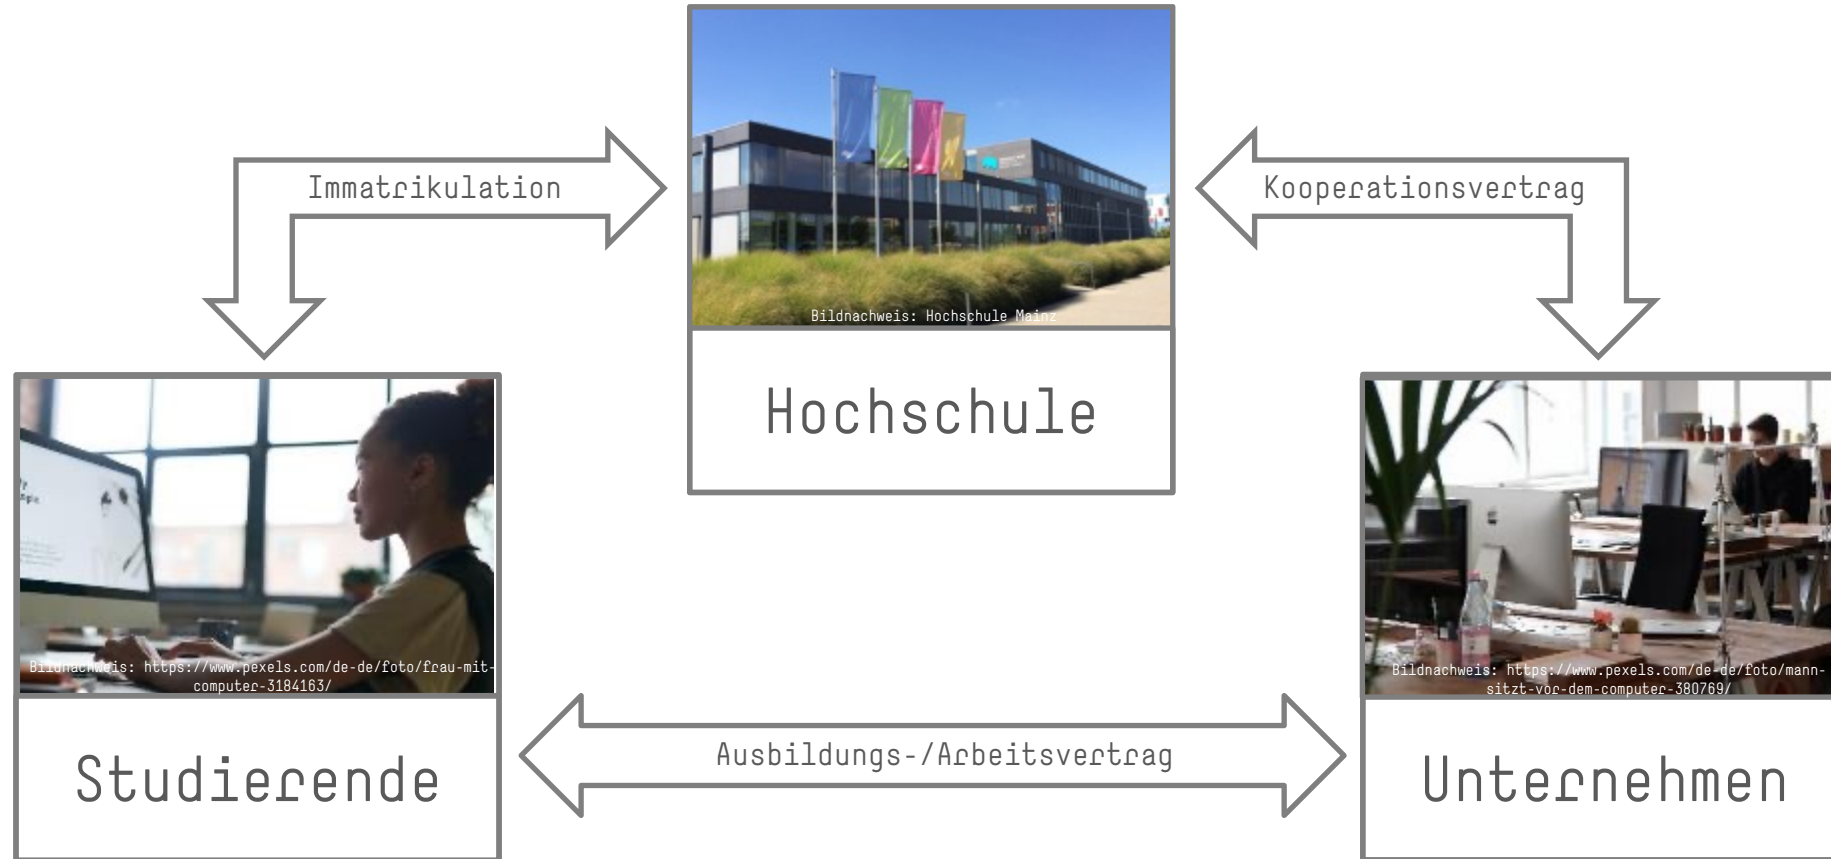 Immatrikulation
Kooperationsvertrag
Bildnachweis: Hochschule Mainz
Hochschule
Bildnachweis: https://www.pexels.com/de-de/foto/frau-mit-
computer-3184163/
Bildnachweis: https://www.pexels.com/de-de/foto/mann-
sitzt-vor-dem-computer-380769/
Ausbildungs-/Arbeitsvertrag
Studierende
Unternehmen